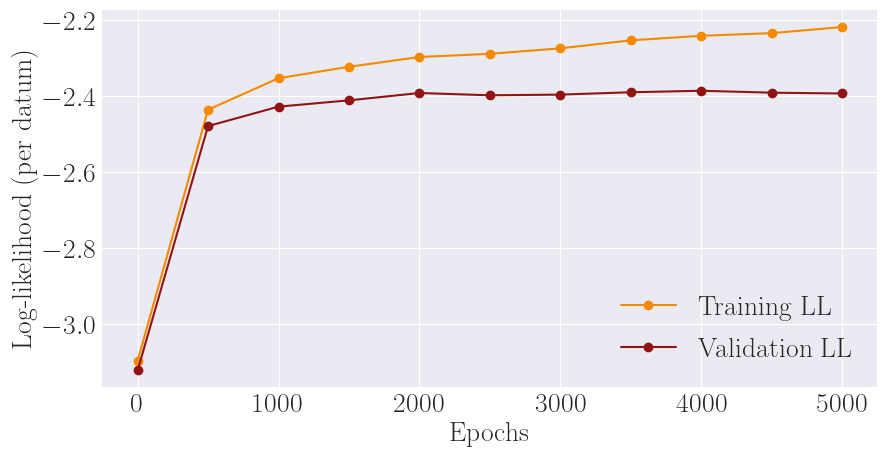 Log-likelihood (per datum)
−2.2
−2.4
−2.6
−2.8
−3.0
Training LL
Validation LL
0 1000 2000 3000 4000 5000
Epochs